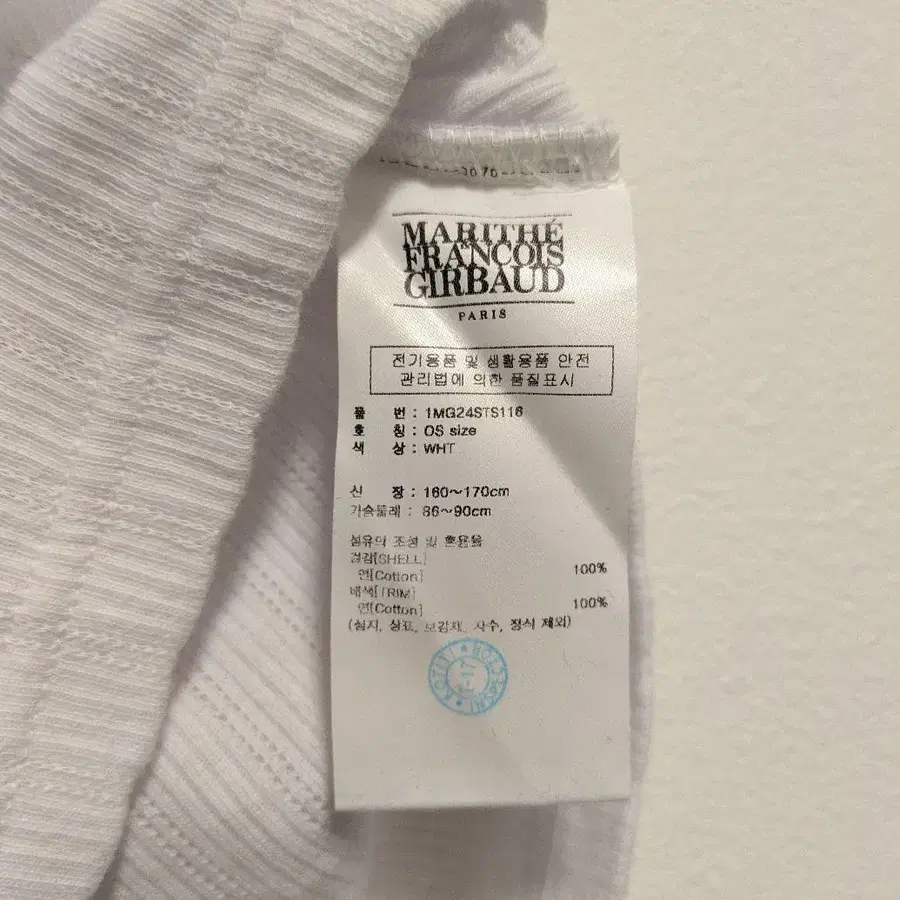 MARITHÉ
FRANÇOIS
GIRBAUD
PARIS
전기용품 및 생활용품 안전
관리법에 의한 품질표시
품 번 : 1MG24STS116
호 칭 : OS size
색 상 : WHT
신 장 : 160~170cm
가슴둘레 : 86~90cm
섬유의 조성 및 혼용율
겉감[SHELL]
면[Cotton] 100%
배색[TRIM]
면[Cotton] 100%
(심지, 상표, 보강재, 자수, 장식 제외)